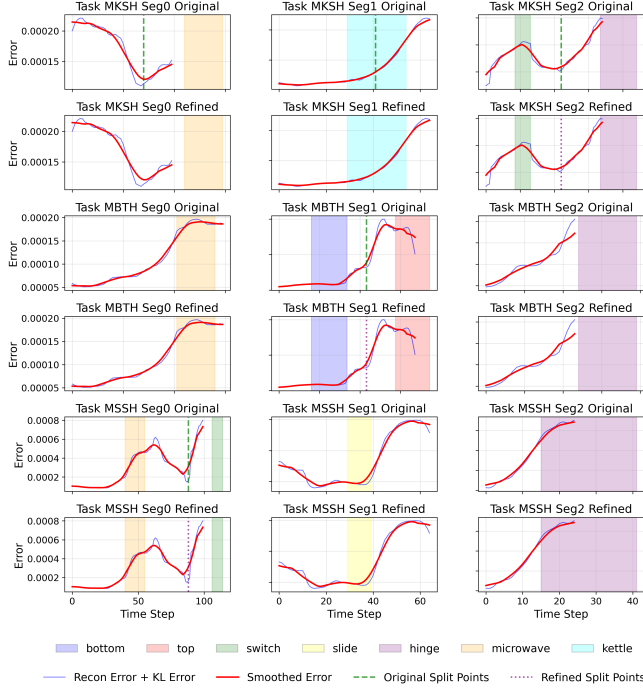 Task MKSH Seg0 Original
Task MKSH Seg1 Original
Task MKSH Seg2 Original
Error
0.00020
0.00015
Task MKSH Seg0 Refined
Task MKSH Seg1 Refined
Task MKSH Seg2 Refined
Error
0.00020
0.00015
Task MBTH Seg0 Original
Task MBTH Seg1 Original
Task MBTH Seg2 Original
Error
0.00020
0.00015
0.00010
0.00005
Task MBTH Seg0 Refined
Task MBTH Seg1 Refined
Task MBTH Seg2 Refined
Error
0.00020
0.00015
0.00010
0.00005
Task MSSH Seg0 Original
Task MSSH Seg1 Original
Task MSSH Seg2 Original
Error
0.0008
0.0006
0.0004
0.0002
Task MSSH Seg0 Refined
Task MSSH Seg1 Refined
Task MSSH Seg2 Refined
Error
0.0008
0.0006
0.0004
0.0002
0 50 100
0 20 40 60
0 10 20 30 40
Time Step
Time Step
Time Step
bottom top switch slide hinge microwave kettle
Recon Error + KL Error Smoothed Error Original Split Points Refined Split Points